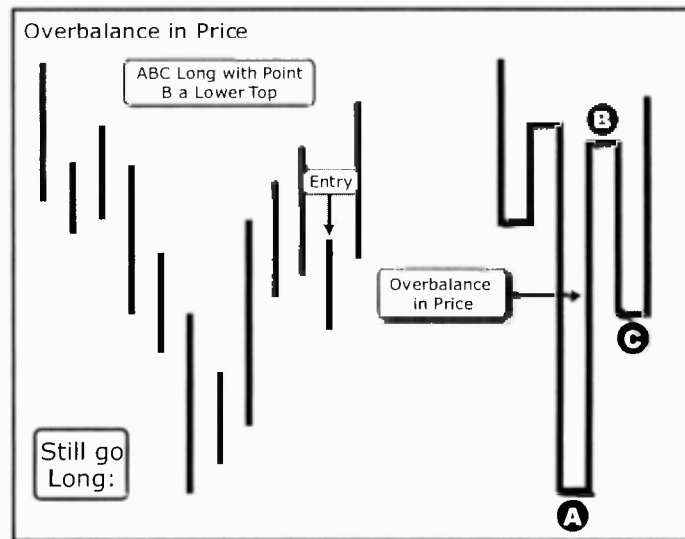 Overbalance in Price
ABC Long with Point
B a Lower Top
Entry
B
Overbalance
in Price
C
Still go
Long:
A